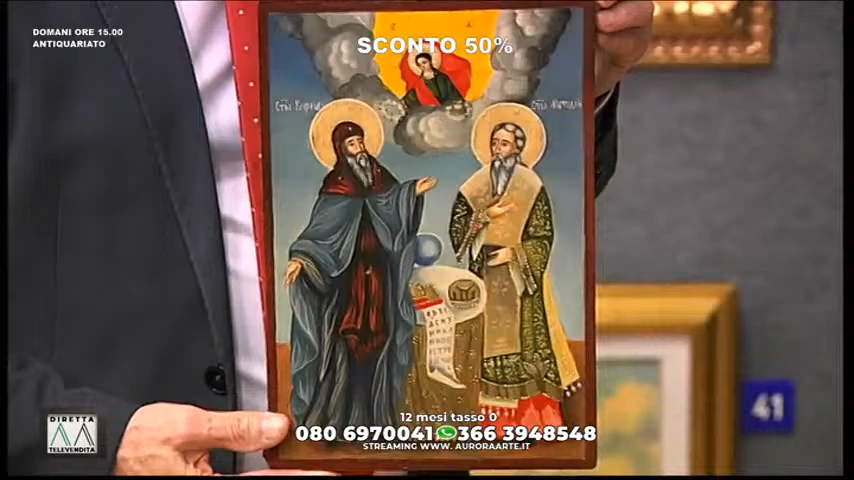 DOMANI ORE 15.00
ANTIQUARIATO
SCONTO 50%
41
12 mesi tasso 0
080 6970041 366 3948548
STREAMING WWW. AURORAARTE.IT
DIRETTA
TELEVENDITA